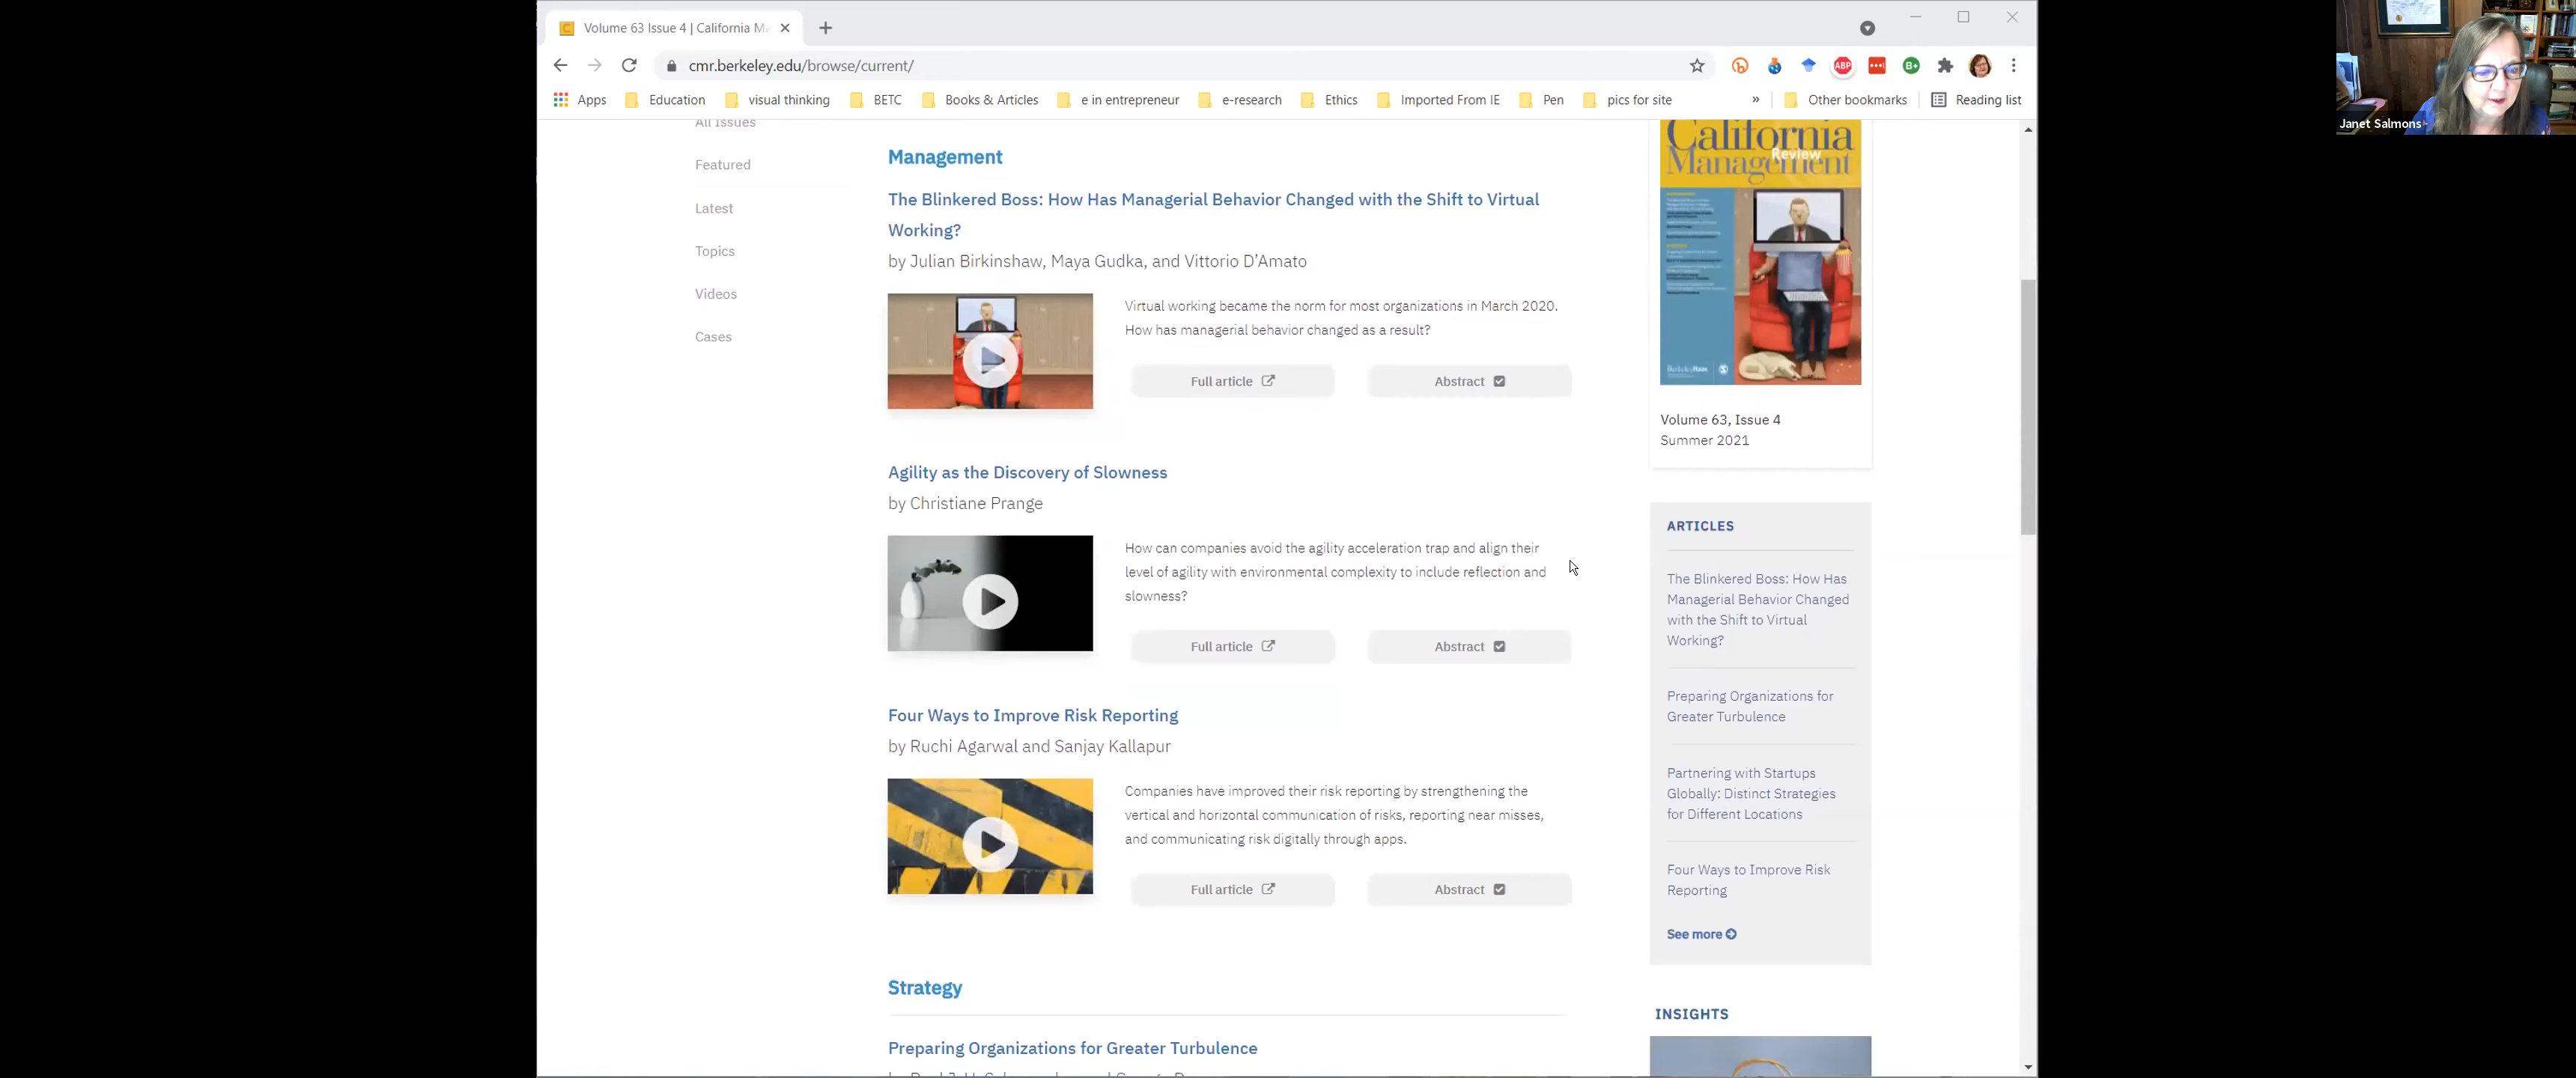 Volume 63 Issue 4 | California Ma
cmr.berkeley.edu/browse/current/
ABP
B+
Apps
Education
visual thinking
BETC
Books & Articles
e in entrepreneur
e-research
Ethics
Imported From IE
Pen
pics for site
»
Other bookmarks
Reading list
All Issues
Featured
Latest
Topics
Videos
Cases
Management
The Blinkered Boss: How Has Managerial Behavior Changed with the Shift to Virtual
Working?
by Julian Birkinshaw, Maya Gudka, and Vittorio D’Amato
Virtual working became the norm for most organizations in March 2020.
How has managerial behavior changed as a result?
Full article
Abstract
Agility as the Discovery of Slowness
by Christiane Prange
How can companies avoid the agility acceleration trap and align their
level of agility with environmental complexity to include reflection and
slowness?
Full article
Abstract
Four Ways to Improve Risk Reporting
by Ruchi Agarwal and Sanjay Kallapur
Companies have improved their risk reporting by strengthening the
vertical and horizontal communication of risks, reporting near misses,
and communicating risk digitally through apps.
Full article
Abstract
Strategy
Preparing Organizations for Greater Turbulence
California
Management
Review
BerkeleyHaas
Volume 63, Issue 4
Summer 2021
ARTICLES
The Blinkered Boss: How Has
Managerial Behavior Changed
with the Shift to Virtual
Working?
Preparing Organizations for
Greater Turbulence
Partnering with Startups
Globally: Distinct Strategies
for Different Locations
Four Ways to Improve Risk
Reporting
See more
INSIGHTS
Janet Salmons